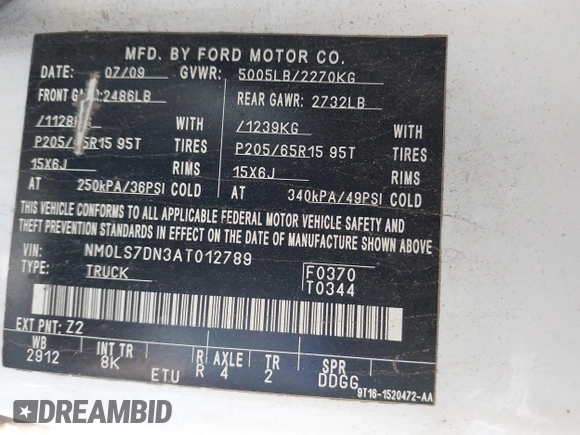 MFD. BY FORD MOTOR CO.
DATE: 07/09 GVWR: 5005LB/2270KG
FRONT GAWR: 2486LB REAR GAWR: 2732LB
/1128KG WITH /1239KG WITH
P205/65R15 95T TIRES P205/65R15 95T TIRES
15X6J RIMS 15X6J RIMS
AT 250kPA/36PSI COLD AT 340kPA/49PSI COLD
THIS VEHICLE CONFORMS TO ALL APPLICABLE FEDERAL MOTOR VEHICLE SAFETY AND
THEFT PREVENTION STANDARDS IN EFFECT ON THE DATE OF MANUFACTURE SHOWN ABOVE.
VIN: NM0LS7DN3AT012789
TYPE: TRUCK
F0370
T0344
EXT PNT: Z2
WB INT TR R AXLE TR SPR
2912 8K R 4 2 DDGG
ETU
9T16-1520472-AA
DREAMBID